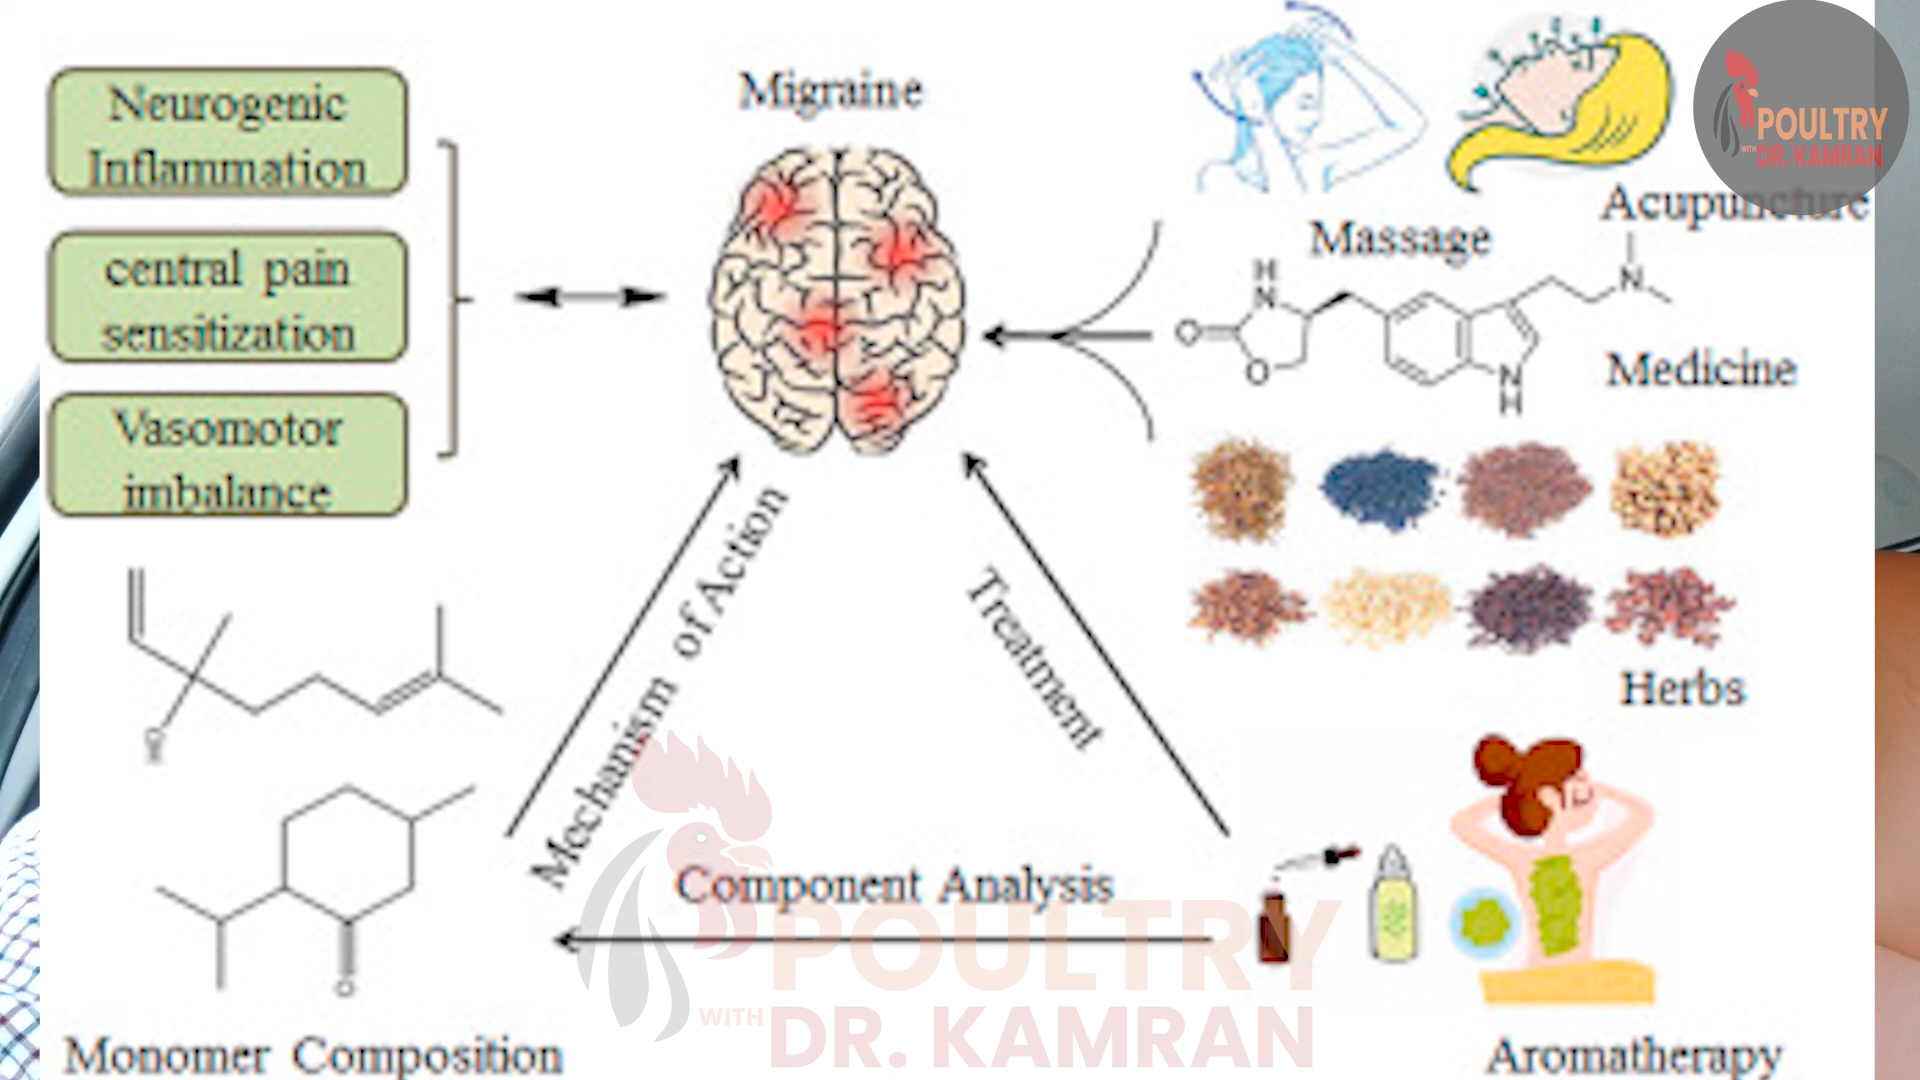 Neurogenic
Inflammation
central pain
sensitization
Vasomotor
imbalance
Migraine
Massage
Acupuncture
H
N
O
O
N
N
H
Medicine
Herbs
Mechanism of Action
Treatment
Component Analysis
O
Monomer Composition
Aromatherapy
POULTRY
WITH
DR. KAMRAN
POULTRY
WITH DR. KAMRAN